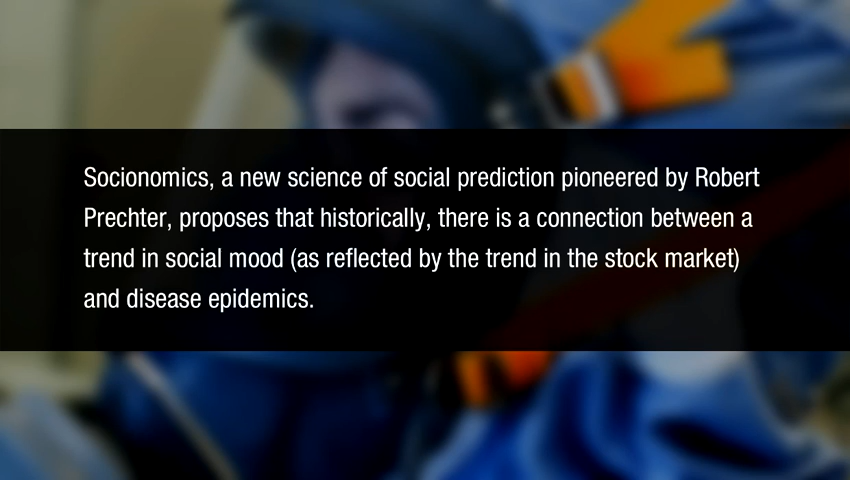 Socionomics, a new science of social prediction pioneered by Robert
Prechter, proposes that historically, there is a connection between a
trend in social mood (as reflected by the trend in the stock market)
and disease epidemics.